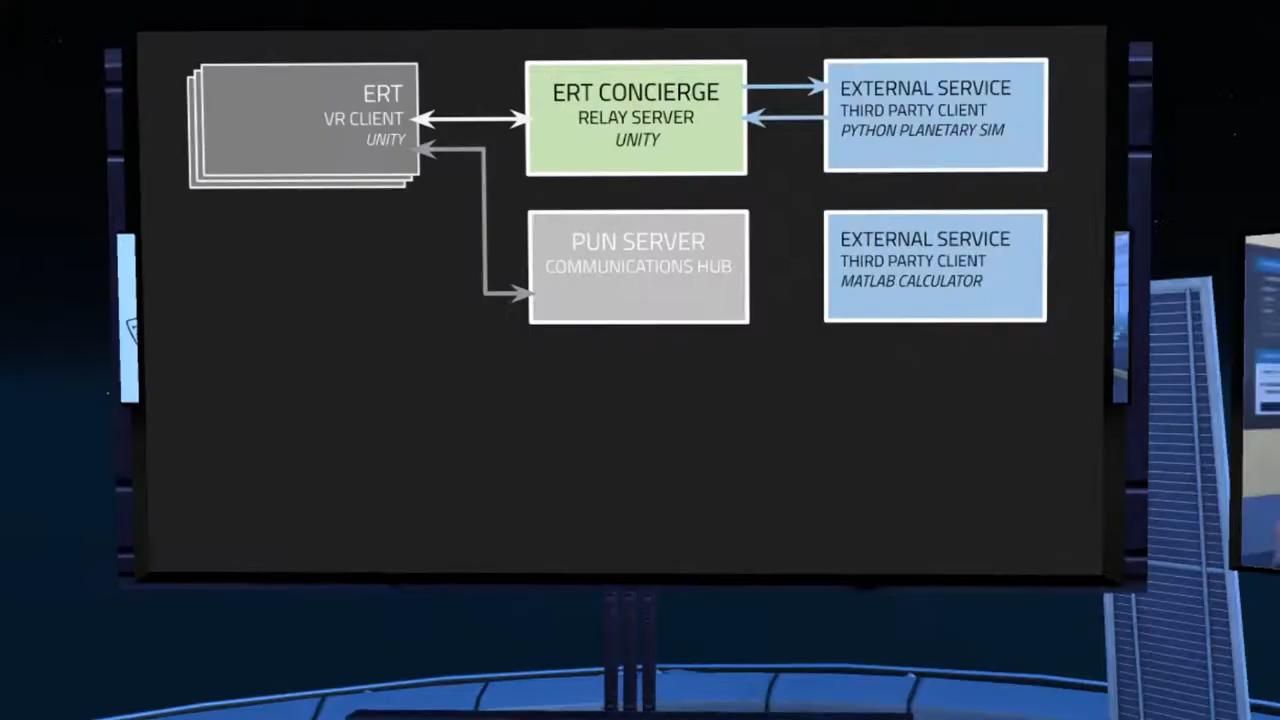 ERT
VR CLIENT
UNITY
ERT CONCIERGE
RELAY SERVER
UNITY
EXTERNAL SERVICE
THIRD PARTY CLIENT
PYTHON PLANETARY SIM
PUN SERVER
COMMUNICATIONS HUB
EXTERNAL SERVICE
THIRD PARTY CLIENT
MATLAB CALCULATOR